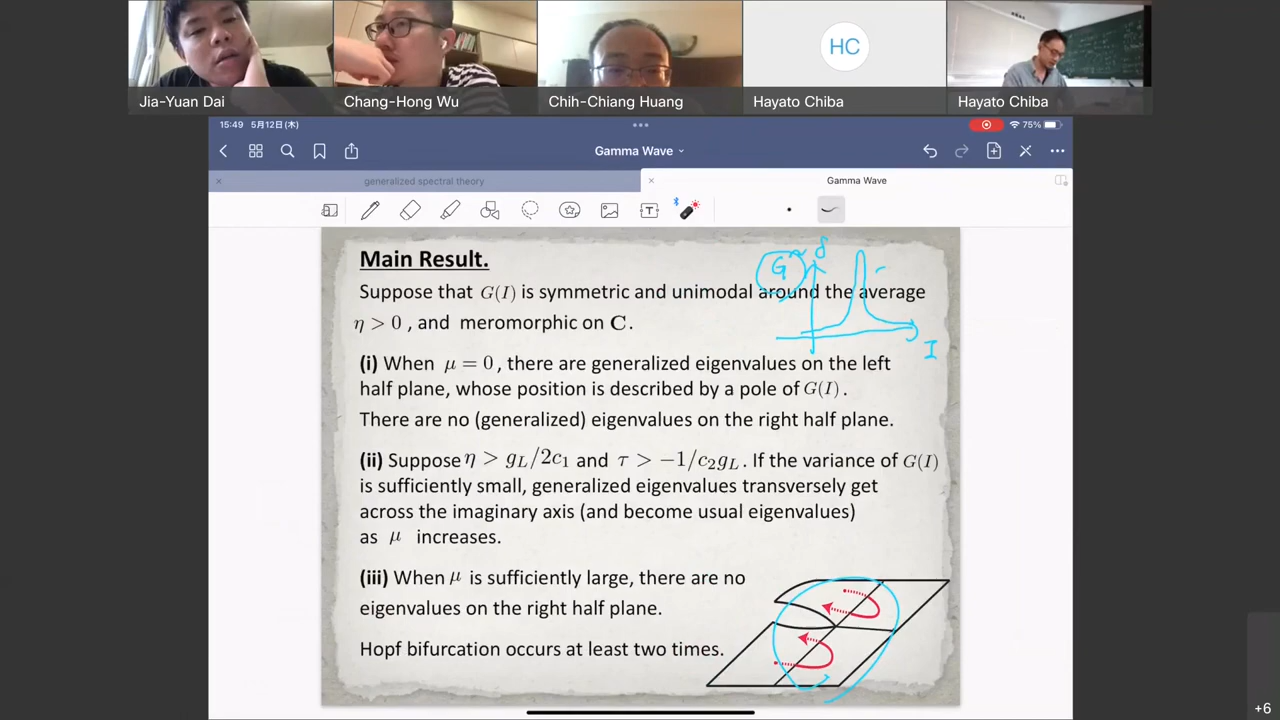 Jia-Yuan Dai
Chang-Hong Wu
Chih-Chiang Huang
HC
Hayato Chiba
Hayato Chiba
15:49 5月12日(木)
75%
Gamma Wave
generalized spectral theory
Gamma Wave
T
Main Result.
G ~ δ
Suppose that G(I) is symmetric and unimodal around the average
η > 0 , and meromorphic on C.
I
(i) When μ = 0 , there are generalized eigenvalues on the left
half plane, whose position is described by a pole of G(I) .
There are no (generalized) eigenvalues on the right half plane.
(ii) Suppose η > g_L/2c_1 and τ > −1/c_2g_L . If the variance of G(I)
is sufficiently small, generalized eigenvalues transversely get
across the imaginary axis (and become usual eigenvalues)
as μ increases.
(iii) When μ is sufficiently large, there are no
eigenvalues on the right half plane.
Hopf bifurcation occurs at least two times.
+6